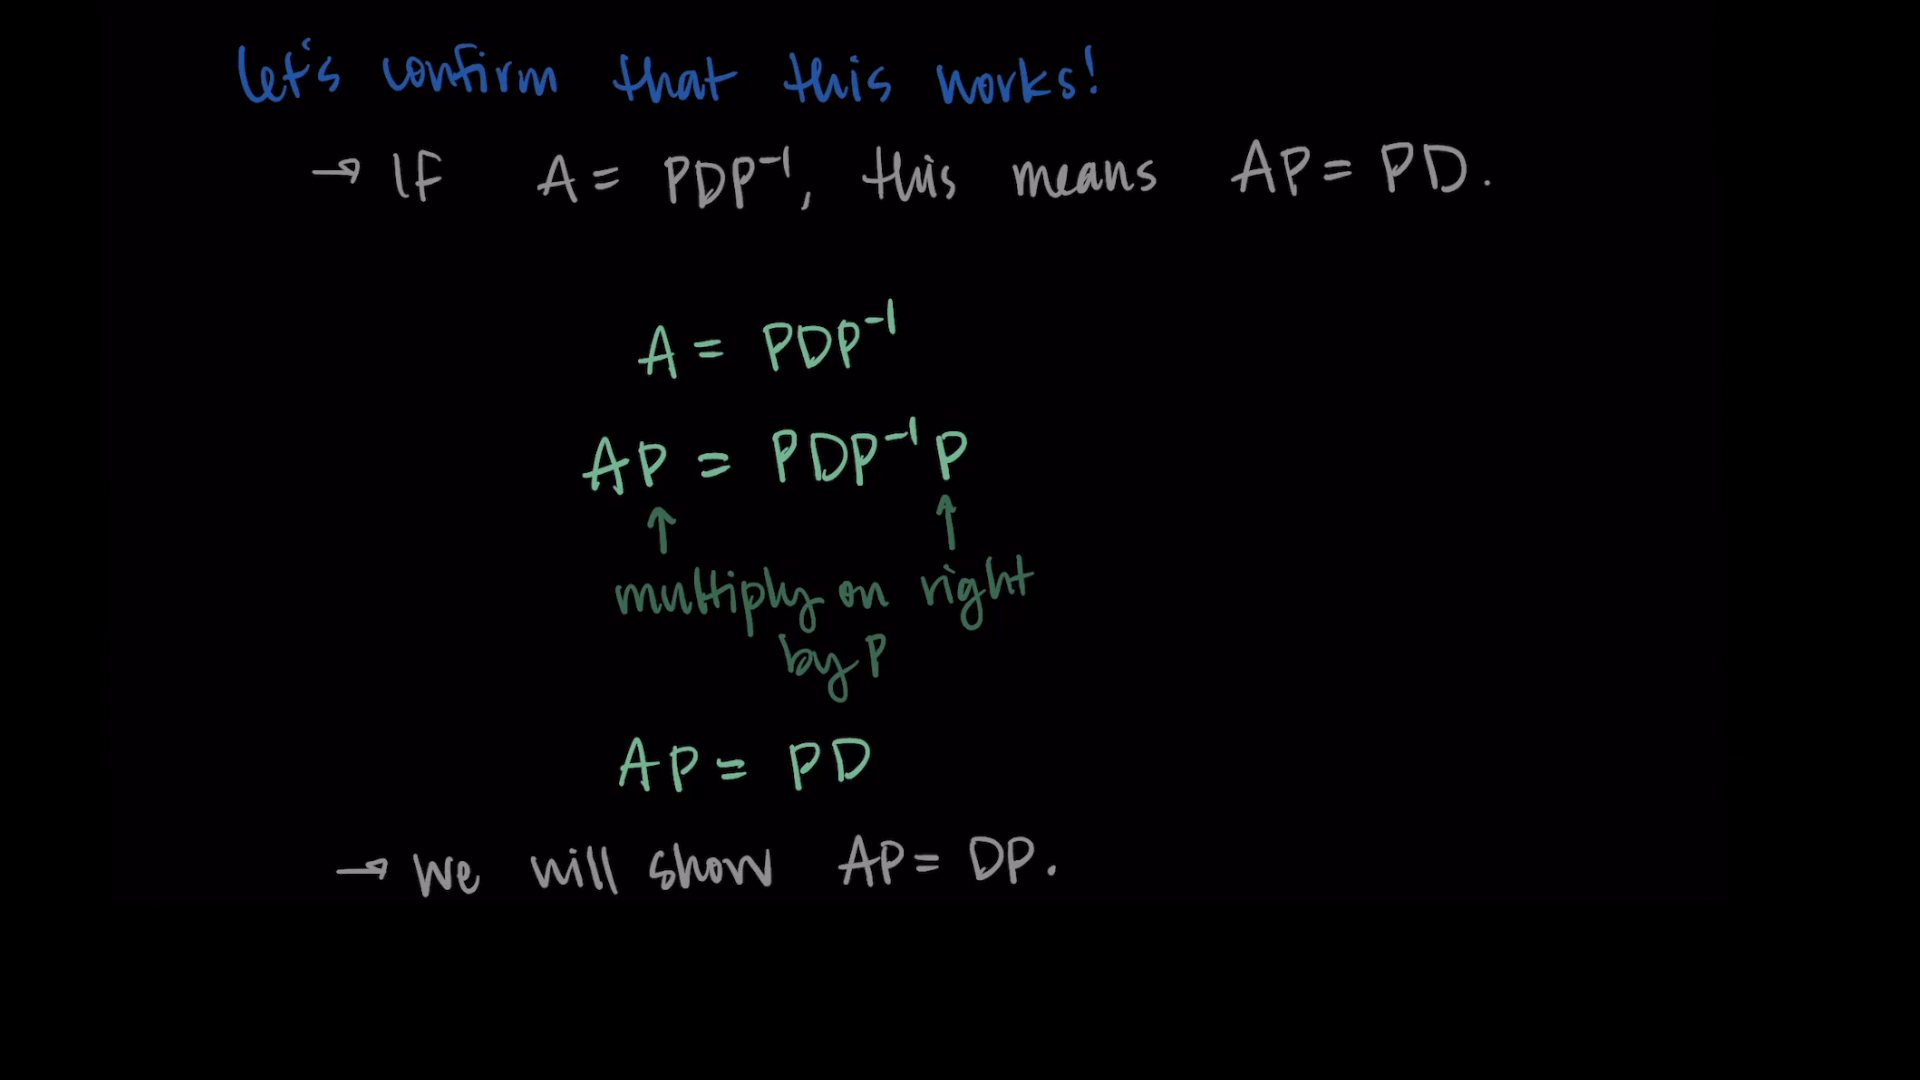 let's confirm that this works!
→ IF A = PDP⁻¹, this means AP = PD.
A = PDP⁻¹
AP = PDP⁻¹P
↑ ↑
multiply on right
by P
AP = PD
→ We will show AP = DP.